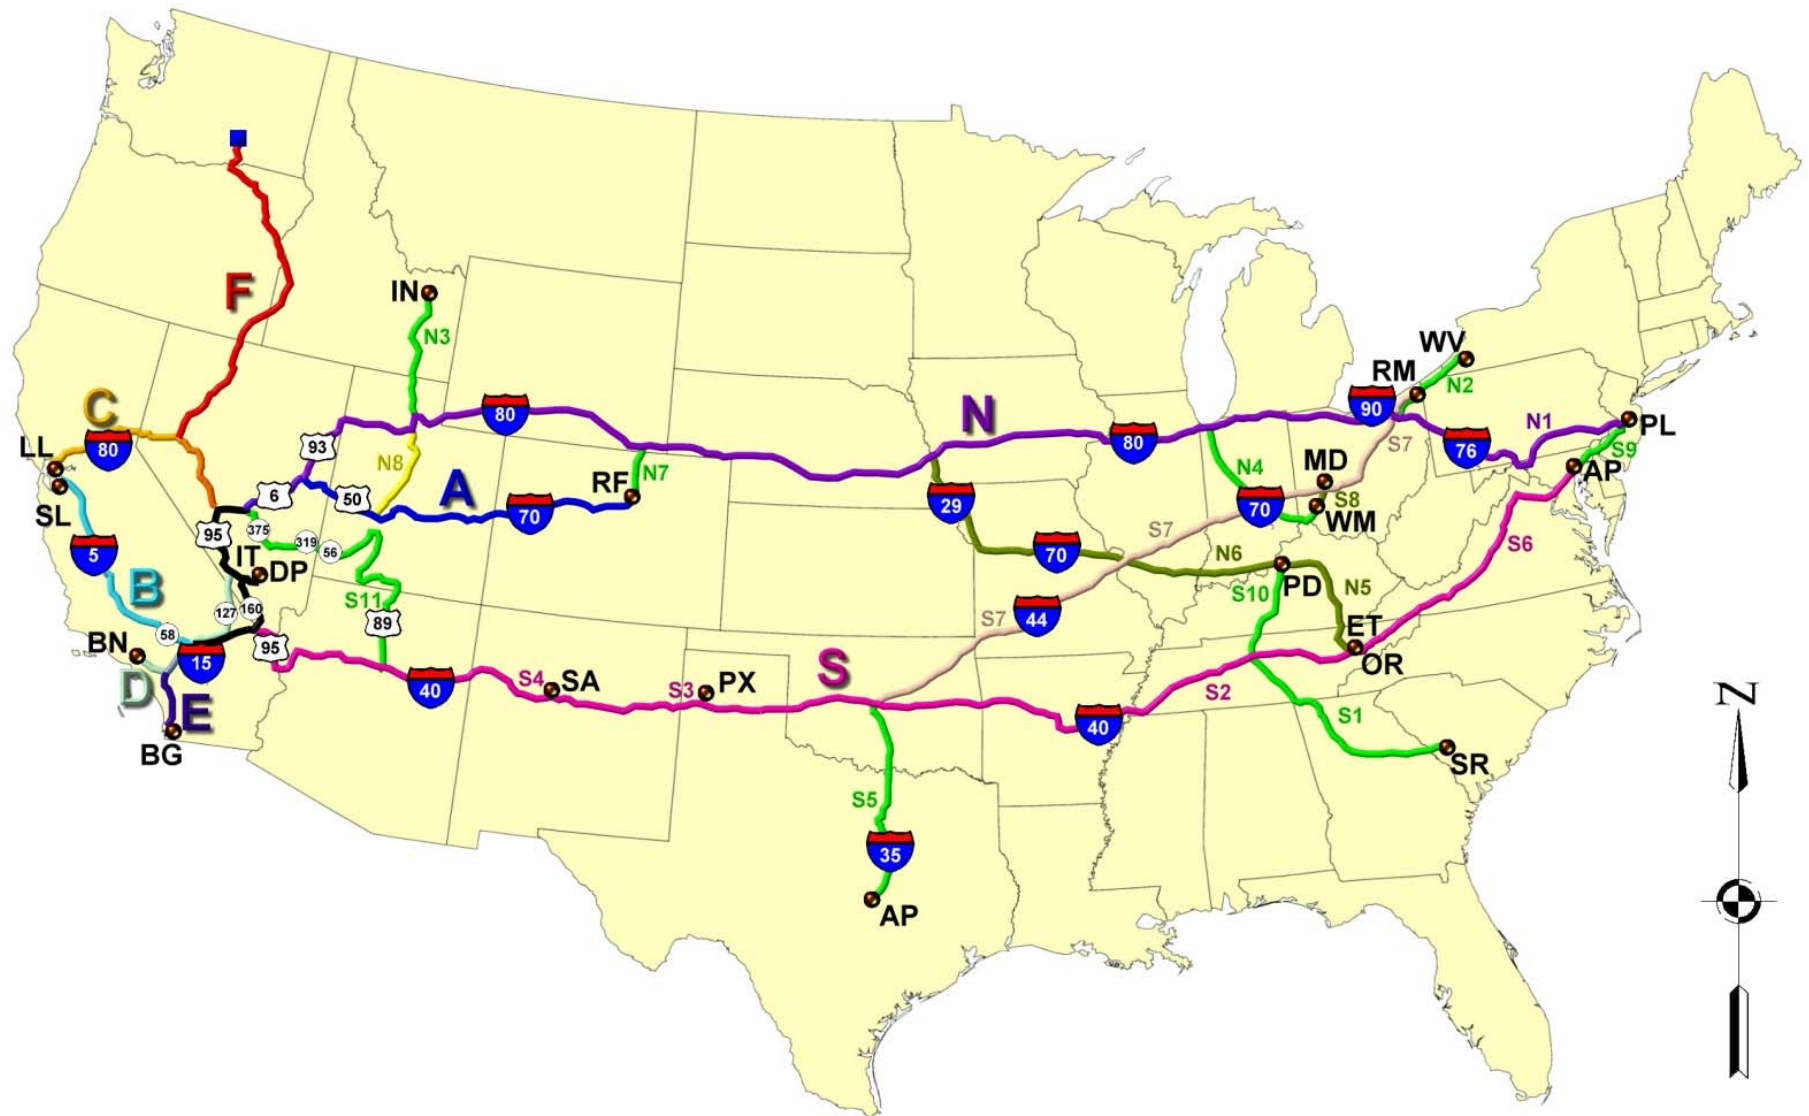 F
IN
N3
WV
RM
N2
C
80
N
90
LL
80
93
80
76
N1
PL
S7
S9
N8
A
N7
N4
MD
AP
RF
6
50
70
29
70
S8
WM
SL
375
95
319
56
5
IT
DP
S7
S6
70
N6
PD
N5
B
S11
S10
127
160
89
S7
44
58
95
ET
BN
15
OR
D
E
40
S4
SA
S3
PX
S
S2
40
S1
BG
SR
N
S5
35
AP